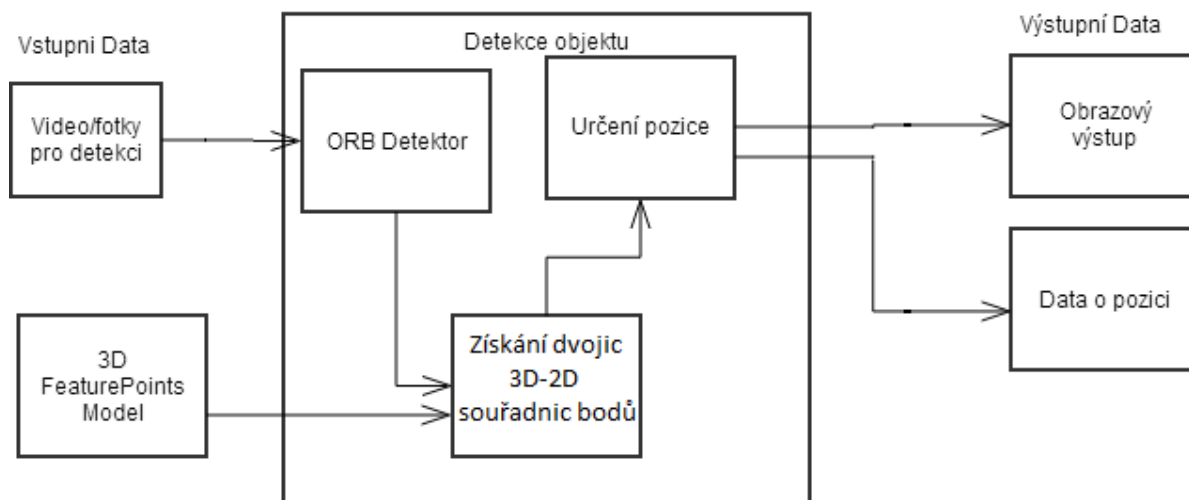 Vstupni Data
Detekce objektu
Výstupní Data
Video/fotky
pro detekci
ORB Detektor
Určení pozice
Obrazový
výstup
3D
FeaturePoints
Model
Získání dvojic
3D-2D
souřadnic bodů
Data o pozici